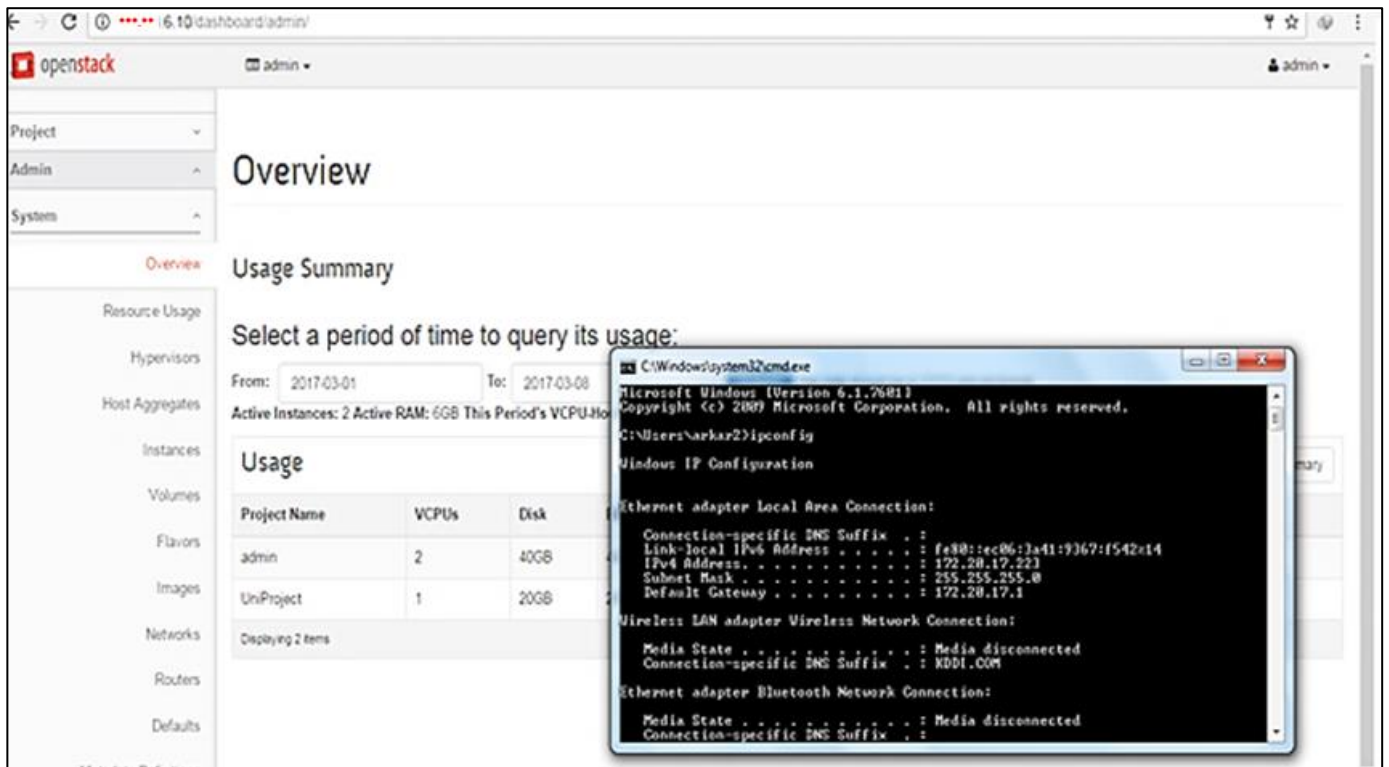 6.10/dashboard/admin/
openstack
admin
admin
Project
Admin
System
Overview
Resource Usage
Hypervisors
Host Aggregates
Instances
Volumes
Flavors
Images
Networks
Routers
Defaults
Overview
Usage Summary
Select a period of time to query its usage:
From: 2017-03-01 To: 2017-03-08
Active Instances: 2 Active RAM: 6GB This Period's VCPU-Ho
Usage
mary
Project Name VCPUs Disk
admin 2 40GB
UniProject 1 20GB
Displaying 2 items
C:\Windows\system32\cmd.exe
Microsoft Windows [Version 6.1.7601]
Copyright (c) 2009 Microsoft Corporation. All rights reserved.
C:\Users\arkar2>ipconfig
Windows IP Configuration
Ethernet adapter Local Area Connection:
Connection-specific DNS Suffix . :
Link-local IPv6 Address . . . . . : fe80::ec06:3a41:9367:f542%14
IPv4 Address. . . . . . . . . . . : 172.20.17.223
Subnet Mask . . . . . . . . . . . : 255.255.255.0
Default Gateway . . . . . . . . . : 172.20.17.1
Wireless LAN adapter Wireless Network Connection:
Media State . . . . . . . . . . . : Media disconnected
Connection-specific DNS Suffix . : KDDI.COM
Ethernet adapter Bluetooth Network Connection:
Media State . . . . . . . . . . . : Media disconnected
Connection-specific DNS Suffix . :